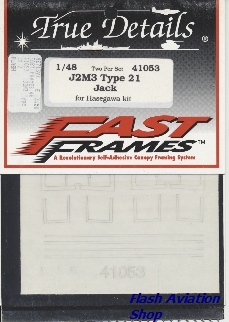 True Details
®
1/48 Two Per Set 41053
J2M3 Type 21
Jack
for Hasegawa kit
FAST
FRAMES™
A Revolutionary Self-Adhesive Canopy Framing System
41053
Flash Aviation
Shop